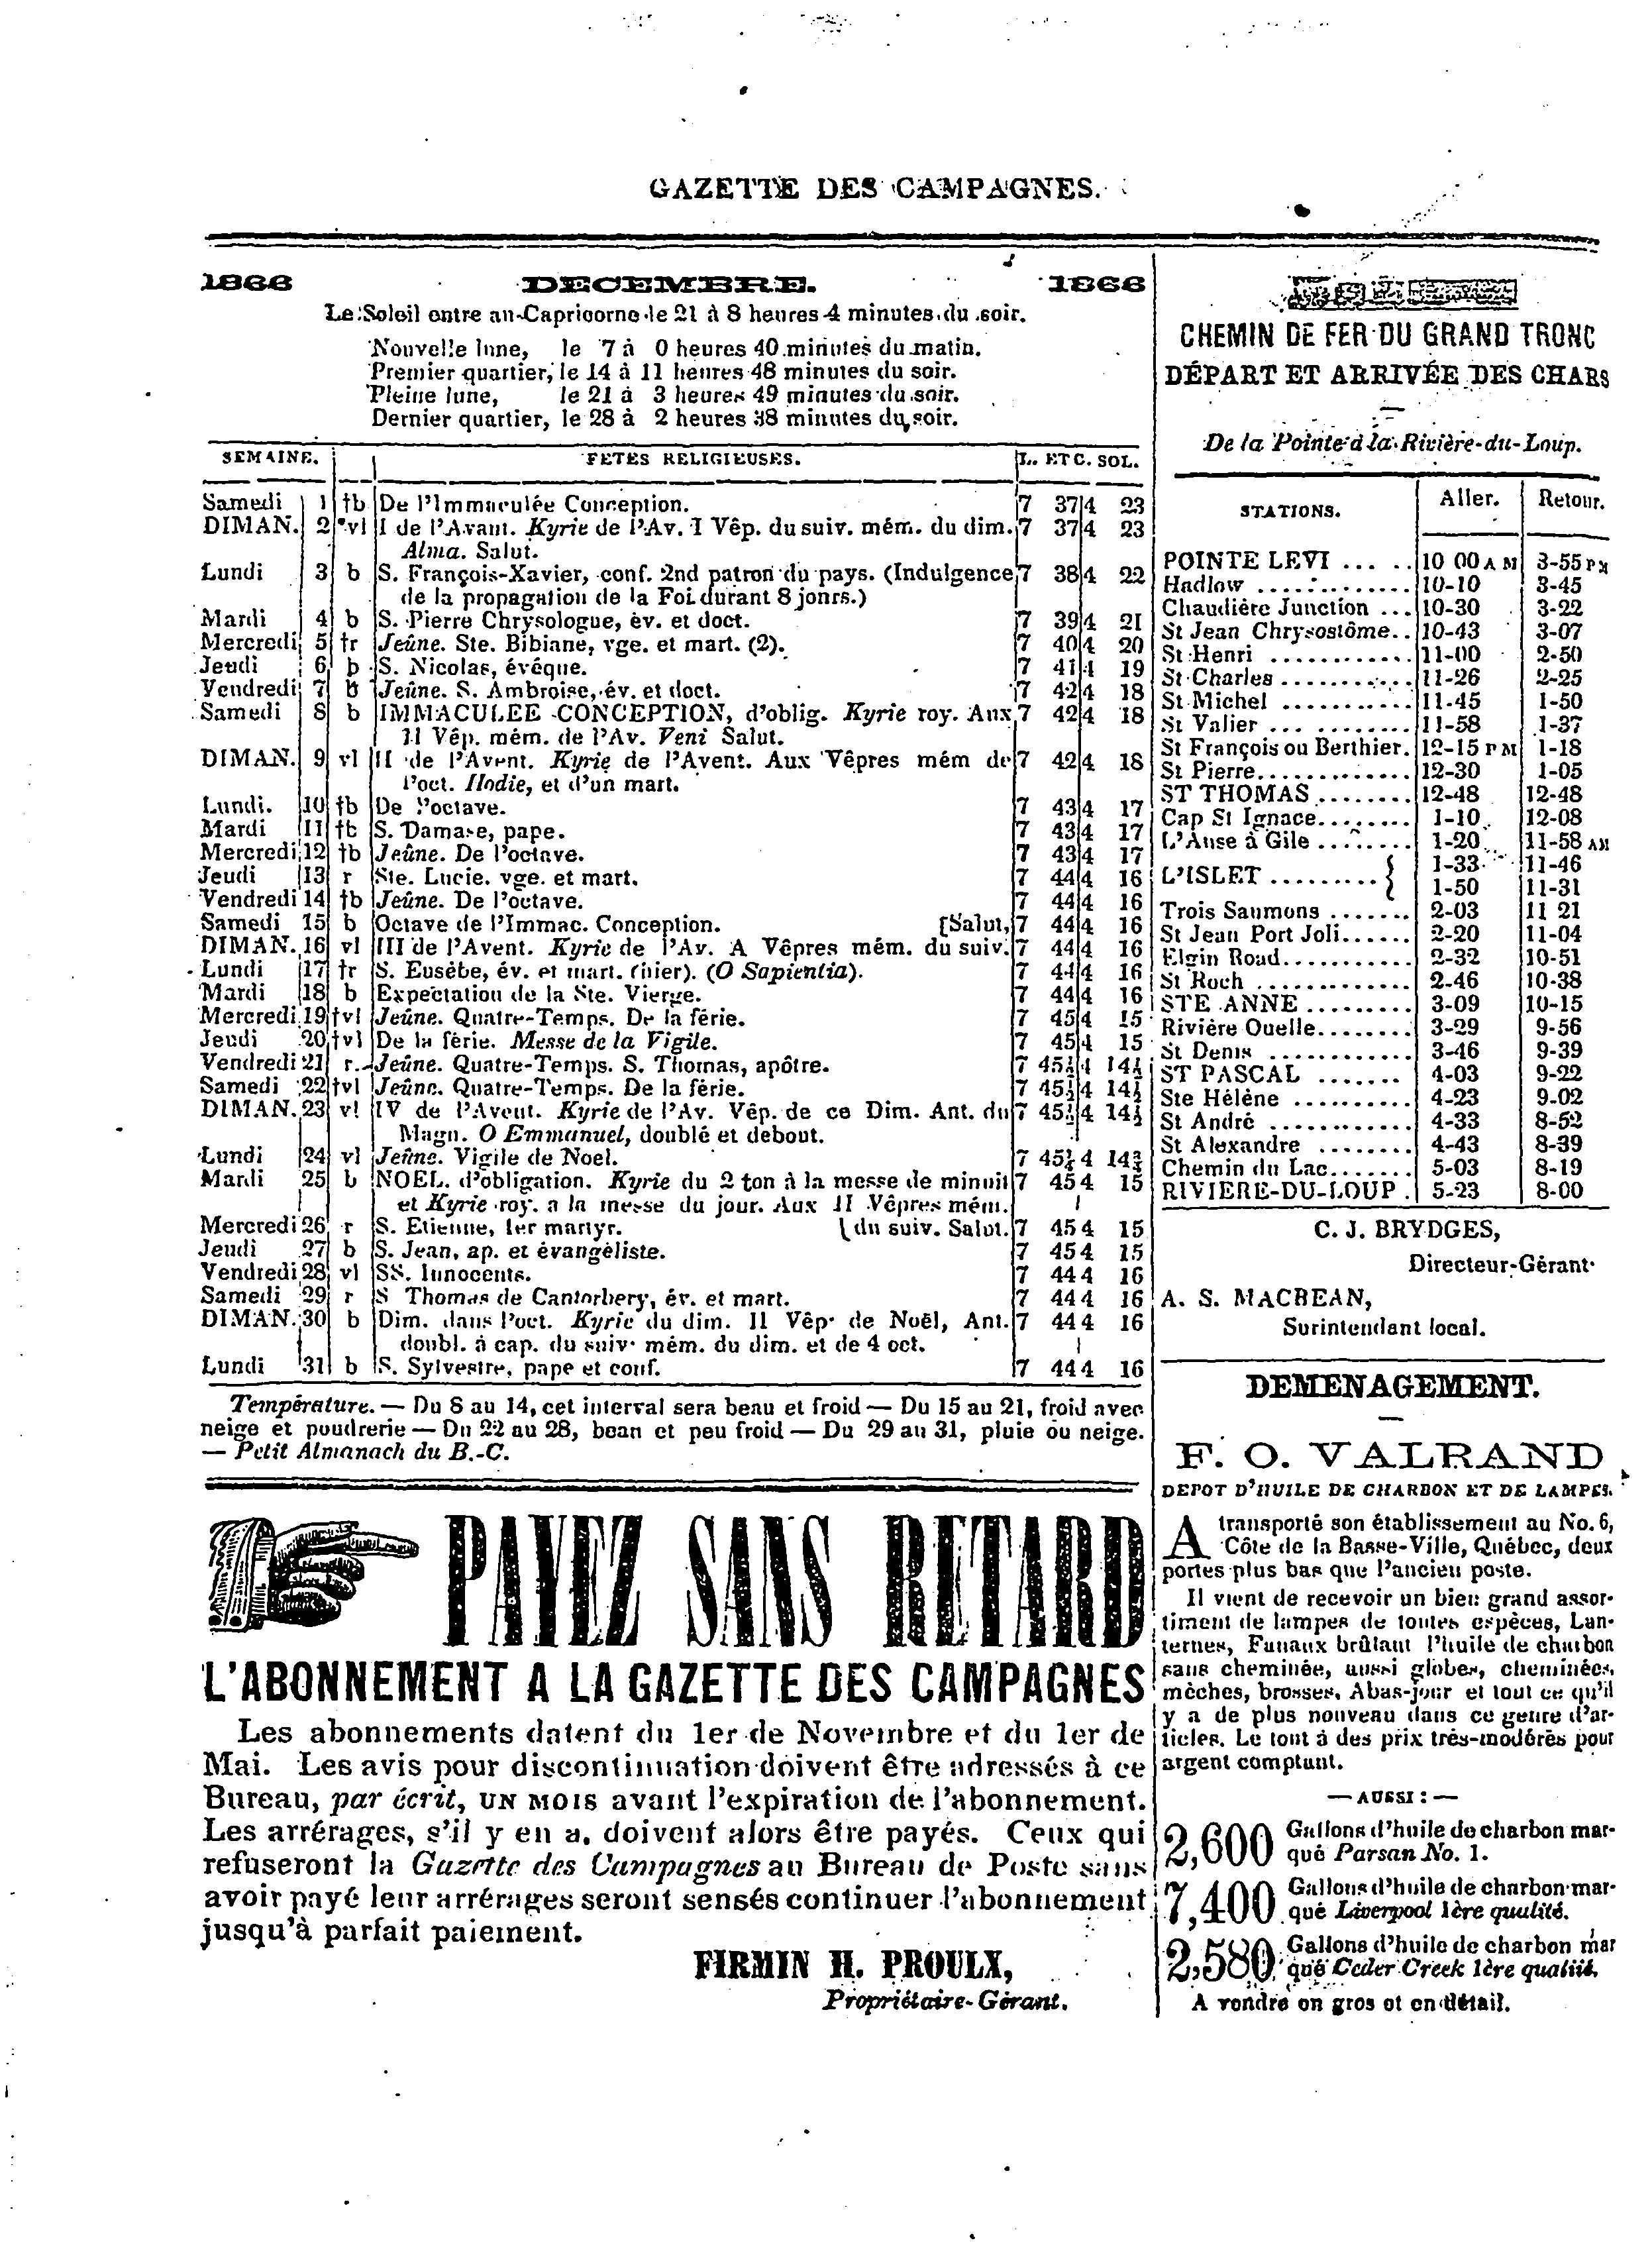 GAZETTE DES CAMPAGNES.
1866 DECEMBRE. 1866
Le Soleil entre au Capricorne le 21 à 8 heures 4 minutes du soir.
Nouvelle lune, le 7 à 0 heures 40 minutes du matin.
Premier quartier, le 14 à 11 heures 48 minutes du soir.
Pleine lune, le 21 à 3 heures 49 minutes du soir.
Dernier quartier, le 28 à 2 heures 38 minutes du soir.
SEMAINE. FETES RELIGIEUSES. L. ET C. SOL.
Samedi 1 †b De l'Immaculée Conception. 7 37 4 23
DIMAN. 2 vl I de l'Avant. Kyrie de l'Av. I Vêp. du suiv. mém. du dim. 7 37 4 23
Alma. Salut.
Lundi 3 b S. François-Xavier, conf. 2nd patron du pays. (Indulgence 7 38 4 22
de la propagation de la Foi durant 8 jonrs.)
Mardi 4 b S. Pierre Chrysologue, év. et doct. 7 39 4 21
Mercredi 5 †r Jeûne. Ste. Bibiane, vge. et mart. (2). 7 40 4 20
Jeudi 6 b S. Nicolas, évéque. 7 41 4 19
Vendredi 7 b Jeûne. S. Ambroise, év. et doct. 7 42 4 18
Samedi 8 b IMMACULEE CONCEPTION, d'oblig. Kyrie roy. Aux 7 42 4 18
II Vêp. mém. de l'Av. Veni Salut.
DIMAN. 9 vl II de l'Avent. Kyrie de l'Avent. Aux Vêpres mém de 7 42 4 18
l'oct. Hodie, et d'un mart.
Lundi. 10 †b De l'octave. 7 43 4 17
Mardi 11 †b S. Damase, pape. 7 43 4 17
Mercredi 12 †b Jeûne. De l'octave. 7 43 4 17
Jeudi 13 r Ste. Lucie. vge. et mart. 7 44 4 16
Vendredi 14 †b Jeûne. De l'octave. 7 44 4 16
Samedi 15 b Octave de l'Immac. Conception. [Salut, 7 44 4 16
DIMAN. 16 vl III de l'Avent. Kyrie de l'Av. A Vêpres mém. du suiv. 7 44 4 16
Lundi 17 †r S. Eusèbe, év. et mart. (hier). (O Sapientia). 7 44 4 16
Mardi 18 b Expectation de la Ste. Vierge. 7 44 4 16
Mercredi 19 †vl Jeûne. Quatre-Temps. De la férie. 7 45 4 15
Jeudi 20 †vl De la férie. Messe de la Vigile. 7 45 4 15
Vendredi 21 r. Jeûne. Quatre-Temps. S. Thomas, apôtre. 7 45½ 4 14½
Samedi 22 †vl Jeûne. Quatre-Temps. De la férie. 7 45½ 4 14½
DIMAN. 23 vl IV de l'Avent. Kyrie de l'Av. Vêp. de ce Dim. Ant. du 7 45½ 4 14½
Magn. O Emmanuel, doublé et debout.
Lundi 24 vl Jeûne. Vigile de Noel. 7 45¼ 4 14¾
Mardi 25 b NOEL. d'obligation. Kyrie du 2 ton à la messe de minuit 7 45 4 15
et Kyrie roy. a la messe du jour. Aux II Vêpres mém.
Mercredi 26 r S. Etienne, 1er martyr. (du suiv. Salut. 7 45 4 15
Jeudi 27 b S. Jean, ap. et évangéliste. 7 45 4 15
Vendredi 28 vl SS. Innocents. 7 44 4 16
Samedi 29 r S Thomas de Cantorbery, év. et mart. 7 44 4 16
DIMAN. 30 b Dim. dans l'oct. Kyrie du dim. II Vêp. de Noël, Ant. 7 44 4 16
doubl. à cap. du suiv. mém. du dim. et de 4 oct.
Lundi 31 b S. Sylvestre, pape et conf. 7 44 4 16
Température. — Du 8 au 14, cet interval sera beau et froid — Du 15 au 21, froid avec
neige et poudrerie — Du 22 au 28, beau et peu froid — Du 29 au 31, pluie ou neige.
— Petit Almanach du B.-C.
PAYEZ SANS RETARD
L'ABONNEMENT A LA GAZETTE DES CAMPAGNES
Les abonnements datent du 1er de Novembre et du 1er de
Mai. Les avis pour discontinuation doivent être adressés à ce
Bureau, par écrit, UN MOIS avant l'expiration de l'abonnement.
Les arrérages, s'il y en a, doivent alors être payés. Ceux qui
refuseront la Gazette des Campagnes au Bureau de Poste sans
avoir payé leur arrérages seront sensés continuer l'abonnement
jusqu'à parfait paiement.
FIRMIN H. PROULX,
Propriétaire-Gérant.
CHEMIN DE FER DU GRAND TRONC
DÉPART ET ARRIVÉE DES CHARS
De la Pointe à la Rivière-du-Loup.
STATIONS. Aller. Retour.
POINTE LEVI ... .. 10 00 A M 3-55 P M
Hadlow ............. 10-10 3-45
Chaudière Junction ... 10-30 3-22
St Jean Chrysostôme.. 10-43 3-07
St Henri ............ 11-00 2-50
St Charles ........... 11-26 2-25
St Michel ............ 11-45 1-50
St Valier ... ........ 11-58 1-37
St François ou Berthier. 12-15 P M 1-18
St Pierre............. 12-30 1-05
ST THOMAS ........ 12-48 12-48
Cap St Ignace........ 1-10 12-08
L'Anse à Gile ........ 1-20 11-58 AM
L'ISLET ......... { 1-33 11-46
1-50 11-31
Trois Saumons ....... 2-03 11 21
St Jean Port Joli...... 2-20 11-04
Elgin Road........... 2-32 10-51
St Roch ............. 2-46 10-38
STE ANNE ......... 3-09 10-15
Rivière Ouelle........ 3-29 9-56
St Denis ............ 3-46 9-39
ST PASCAL ....... 4-03 9-22
Ste Hélène .......... 4-23 9-02
St André ............ 4-33 8-52
St Alexandre ........ 4-43 8-39
Chemin du Lac....... 5-03 8-19
RIVIERE-DU-LOUP . 5-23 8-00
C. J. BRYDGES,
Directeur-Gérant
A. S. MACBEAN,
Surintendant local.
DEMENAGEMENT.
F. O. VALRAND
DEPOT D'HUILE DE CHARBON ET DE LAMPES.
A transporté son établissement au No. 6,
Côte de la Basse-Ville, Québec, deux
portes plus bas que l'ancien poste.
Il vient de recevoir un bien grand assor-
timent de lampes de toutes espèces, Lan-
ternes, Funaux brûlant l'huile de charbon
sans cheminée, aussi globes, cheminées,
mèches, brosses, Abas-jour et tout ce qu'il
y a de plus nouveau dans ce genre d'ar-
ticles. Le tout à des prix très-modérés pour
argent comptant.
— AUSSI : —
2,600 Gallons d'huile de charbon mar-
qué Parsan No. 1.
7,400 Gallons d'huile de charbon mar-
qué Liverpool 1ère qualité.
2,580 Gallons d'huile de charbon mar
qué Ceder Creek 1ère qualité.
A vendre en gros et en détail.